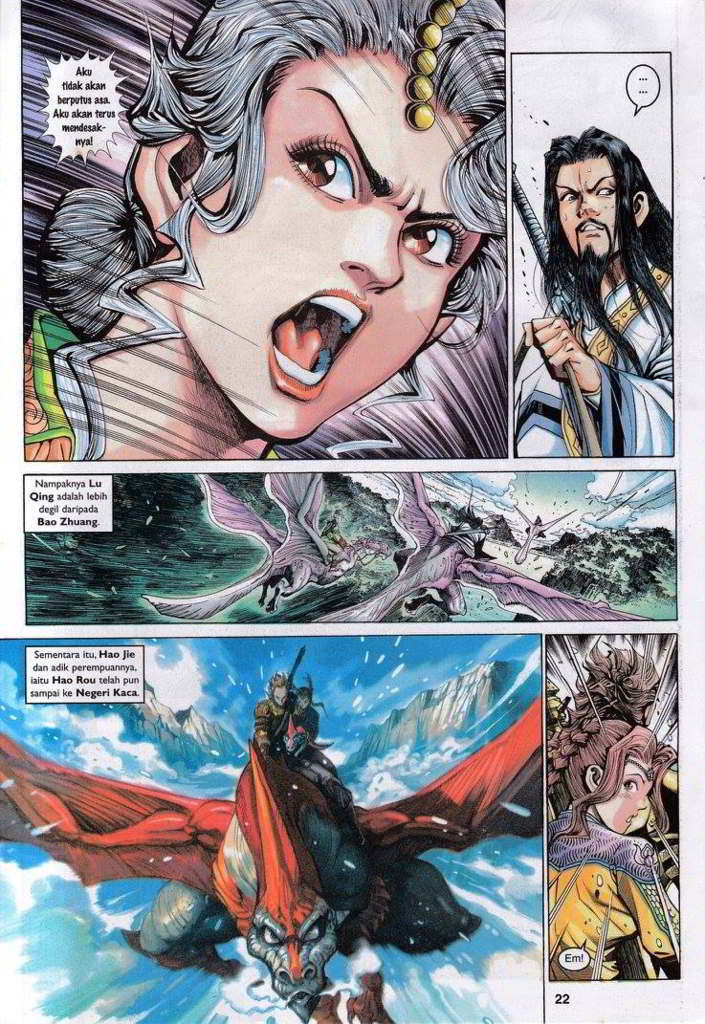 Aku
tidak akan
berputus asa.
Aku akan terus
mendesak-
nya!
...
...
Nampaknya Lu
Qing adalah lebih
degil daripada
Bao Zhuang.
Sementara itu, Hao Jie
dan adik perempuannya,
iaitu Hao Rou telah pun
sampai ke Negeri Kaca.
Em!
22